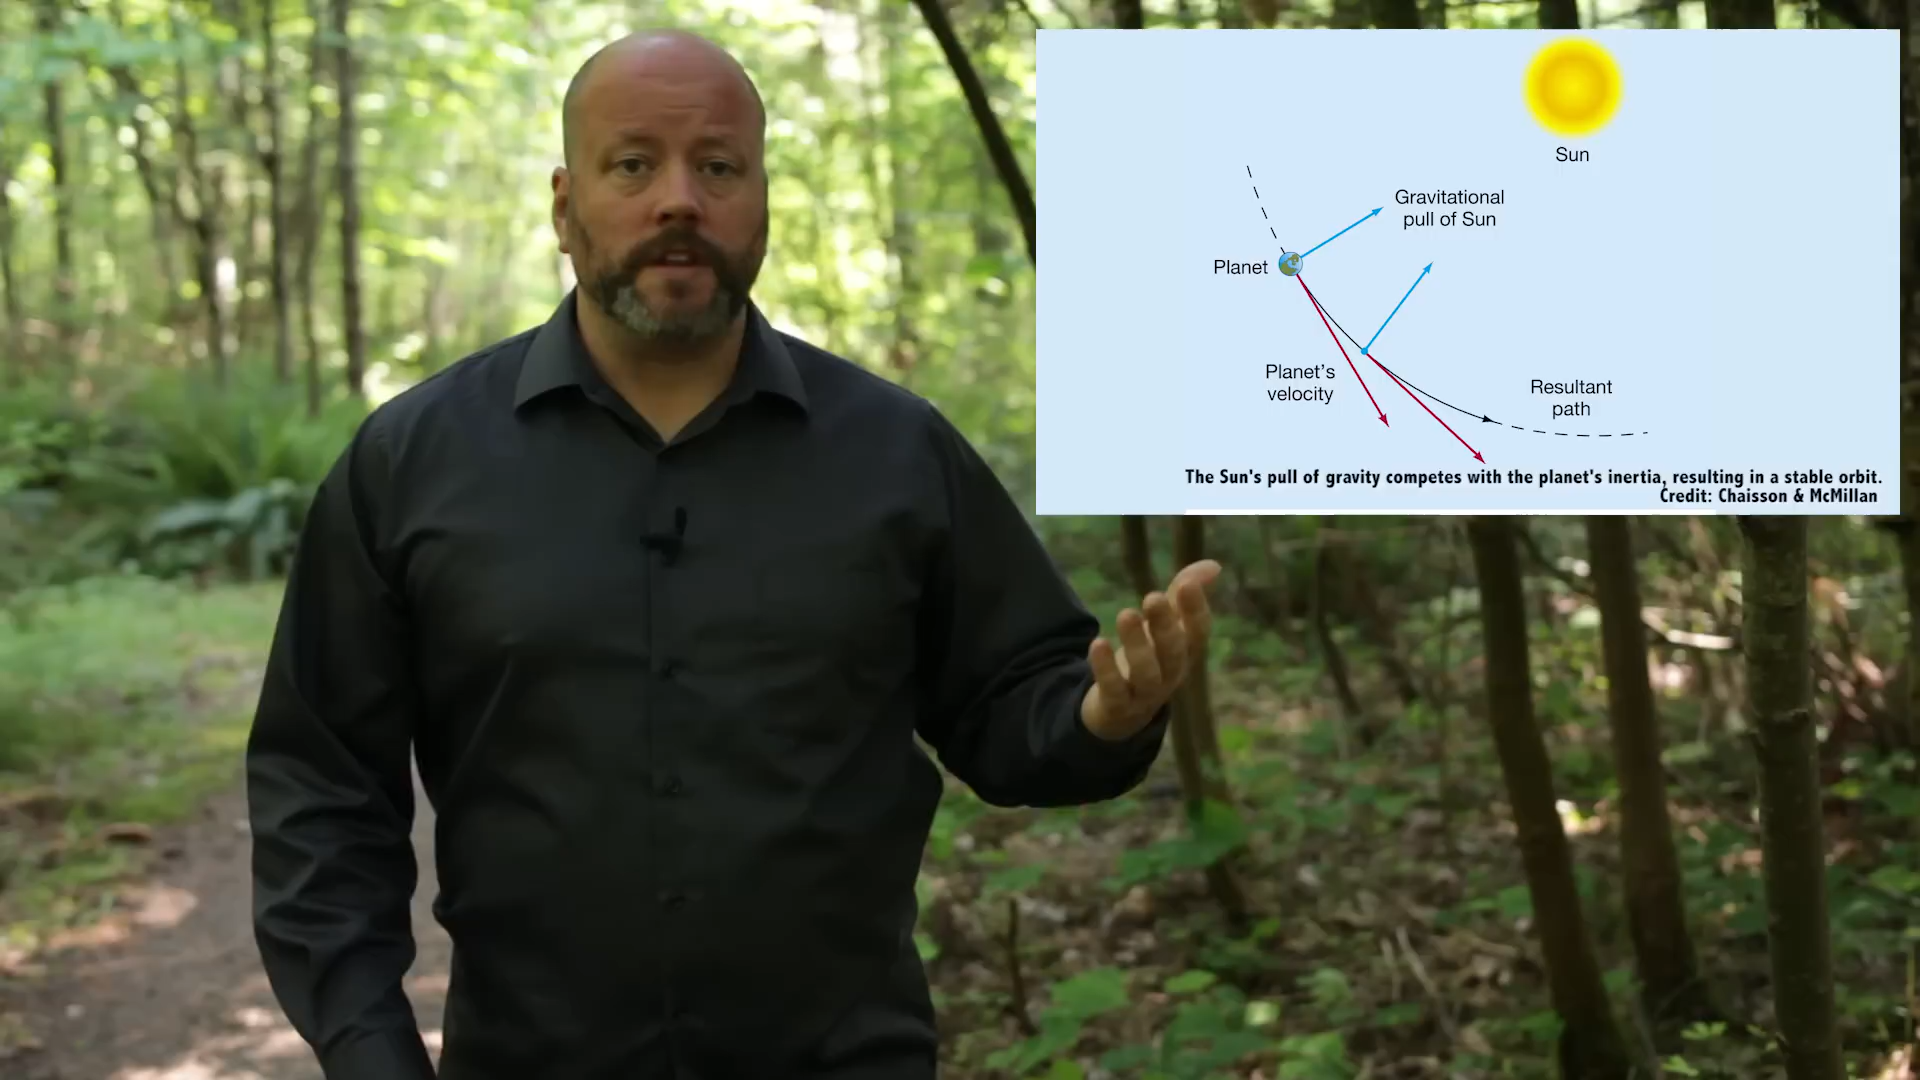 Sun
Gravitational
pull of Sun
Planet
Planet's
velocity
Resultant
path
The Sun's pull of gravity competes with the planet's inertia, resulting in a stable orbit.
Credit: Chaisson & McMillan